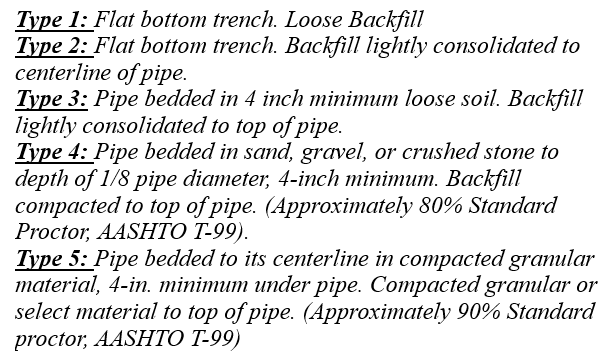 Type 1: Flat bottom trench. Loose Backfill
Type 2: Flat bottom trench. Backfill lightly consolidated to
centerline of pipe.
Type 3: Pipe bedded in 4 inch minimum loose soil. Backfill
lightly consolidated to top of pipe.
Type 4: Pipe bedded in sand, gravel, or crushed stone to
depth of 1/8 pipe diameter, 4-inch minimum. Backfill
compacted to top of pipe. (Approximately 80% Standard
Proctor, AASHTO T-99).
Type 5: Pipe bedded to its centerline in compacted granular
material, 4-in. minimum under pipe. Compacted granular or
select material to top of pipe. (Approximately 90% Standard
proctor, AASHTO T-99)